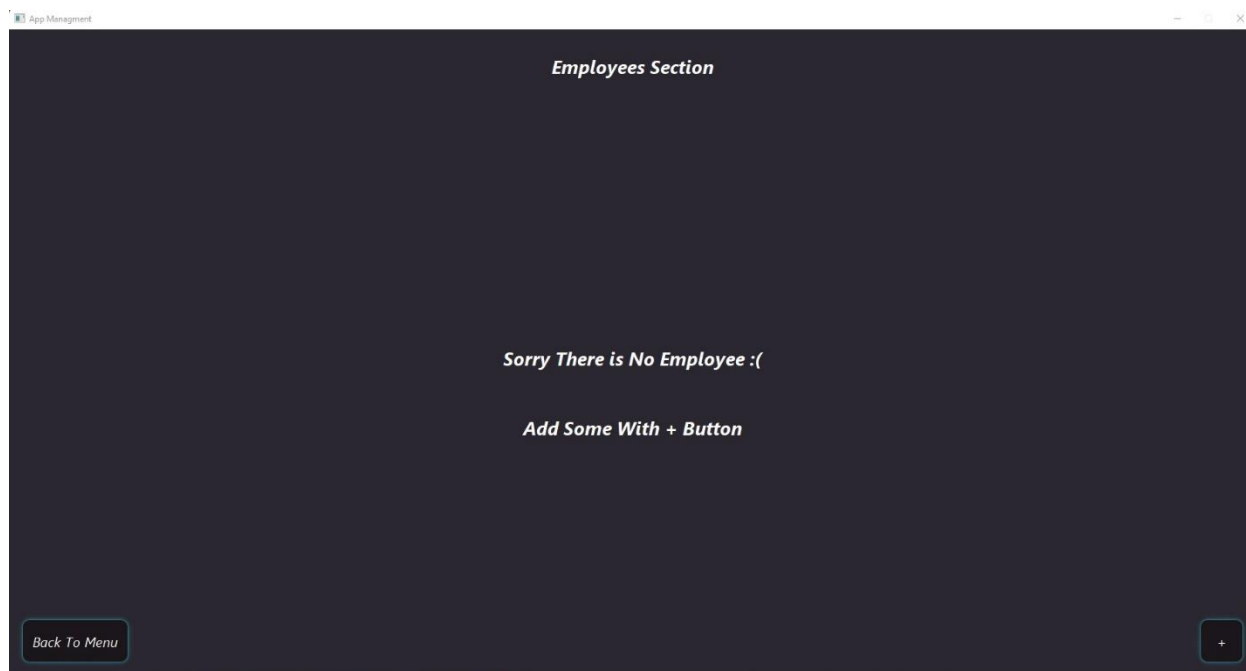 App Managment
Employees Section
Sorry There is No Employee :(
Add Some With + Button
Back To Menu
+